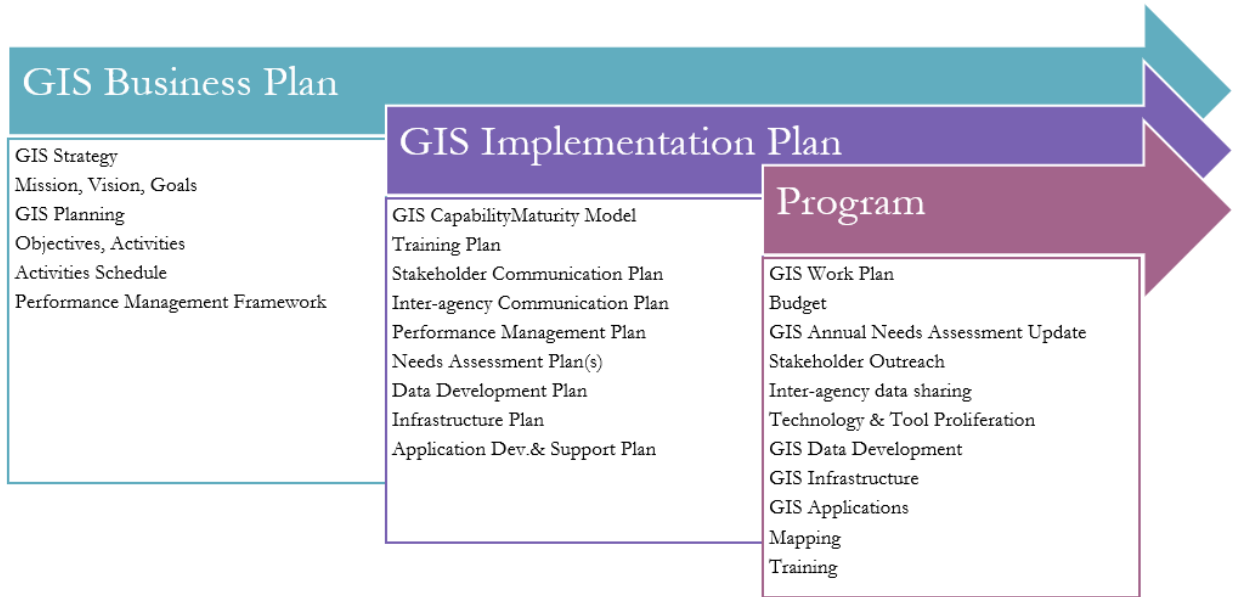 GIS Business Plan
GIS Strategy
Mission, Vision, Goals
GIS Planning
Objectives, Activities
Activities Schedule
Performance Management Framework
GIS Implementation Plan
GIS CapabilityMaturity Model
Training Plan
Stakeholder Communication Plan
Inter-agency Communication Plan
Performance Management Plan
Needs Assessment Plan(s)
Data Development Plan
Infrastructure Plan
Application Dev.& Support Plan
Program
GIS Work Plan
Budget
GIS Annual Needs Assessment Update
Stakeholder Outreach
Inter-agency data sharing
Technology & Tool Proliferation
GIS Data Development
GIS Infrastructure
GIS Applications
Mapping
Training